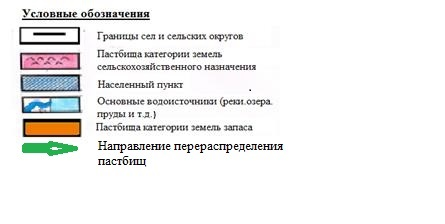 Условные обозначения
Границы сел и сельских округов
Пастбища категории земель
сельскохозяйственного назначения
Населенный пункт
Основные водоисточники (реки.озера.
пруды и т.д.)
Пастбища категории земель запаса
Направление перераспределения
пастбищ